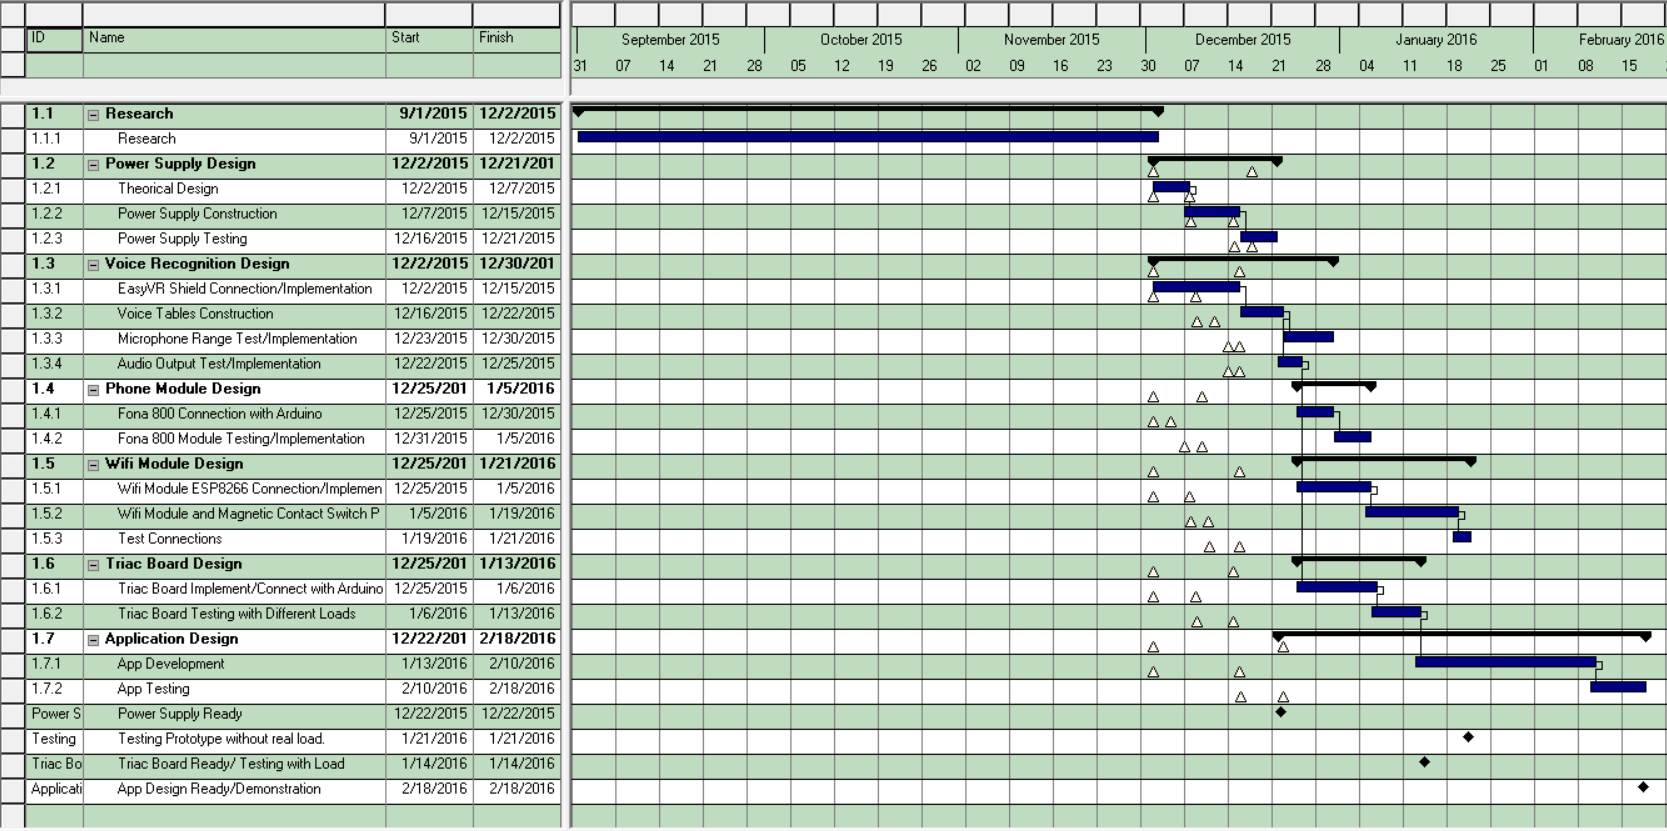 September 2015 October 2015 November 2015 December 2015 January 2016 February 2016
ID Name Start Finish
31 07 14 21 28 05 12 19 26 02 09 16 23 30 07 14 21 28 04 11 18 25 01 08 15
1.1 Research 9/1/2015 12/2/2015
1.1.1 Research 9/1/2015 12/2/2015
1.2 Power Supply Design 12/2/2015 12/21/201
1.2.1 Theorical Design 12/2/2015 12/7/2015
1.2.2 Power Supply Construction 12/7/2015 12/15/2015
1.2.3 Power Supply Testing 12/16/2015 12/21/2015
1.3 Voice Recognition Design 12/2/2015 12/30/201
1.3.1 EasyVR Shield Connection/Implementation 12/2/2015 12/15/2015
1.3.2 Voice Tables Construction 12/16/2015 12/22/2015
1.3.3 Microphone Range Test/Implementation 12/23/2015 12/30/2015
1.3.4 Audio Output Test/Implementation 12/22/2015 12/25/2015
1.4 Phone Module Design 12/25/201 1/5/2016
1.4.1 Fona 800 Connection with Arduino 12/25/2015 12/30/2015
1.4.2 Fona 800 Module Testing/Implementation 12/31/2015 1/5/2016
1.5 Wifi Module Design 12/25/201 1/21/2016
1.5.1 Wifi Module ESP8266 Connection/Implemen 12/25/2015 1/5/2016
1.5.2 Wifi Module and Magnetic Contact Switch P 1/5/2016 1/19/2016
1.5.3 Test Connections 1/19/2016 1/21/2016
1.6 Triac Board Design 12/25/201 1/13/2016
1.6.1 Triac Board Implement/Connect with Arduino 12/25/2015 1/6/2016
1.6.2 Triac Board Testing with Different Loads 1/6/2016 1/13/2016
1.7 Application Design 12/22/201 2/18/2016
1.7.1 App Development 1/13/2016 2/10/2016
1.7.2 App Testing 2/10/2016 2/18/2016
Power S Power Supply Ready 12/22/2015 12/22/2015
Testing Testing Prototype without real load. 1/21/2016 1/21/2016
Triac Bo Triac Board Ready/ Testing with Load 1/14/2016 1/14/2016
Applicati App Design Ready/Demonstration 2/18/2016 2/18/2016